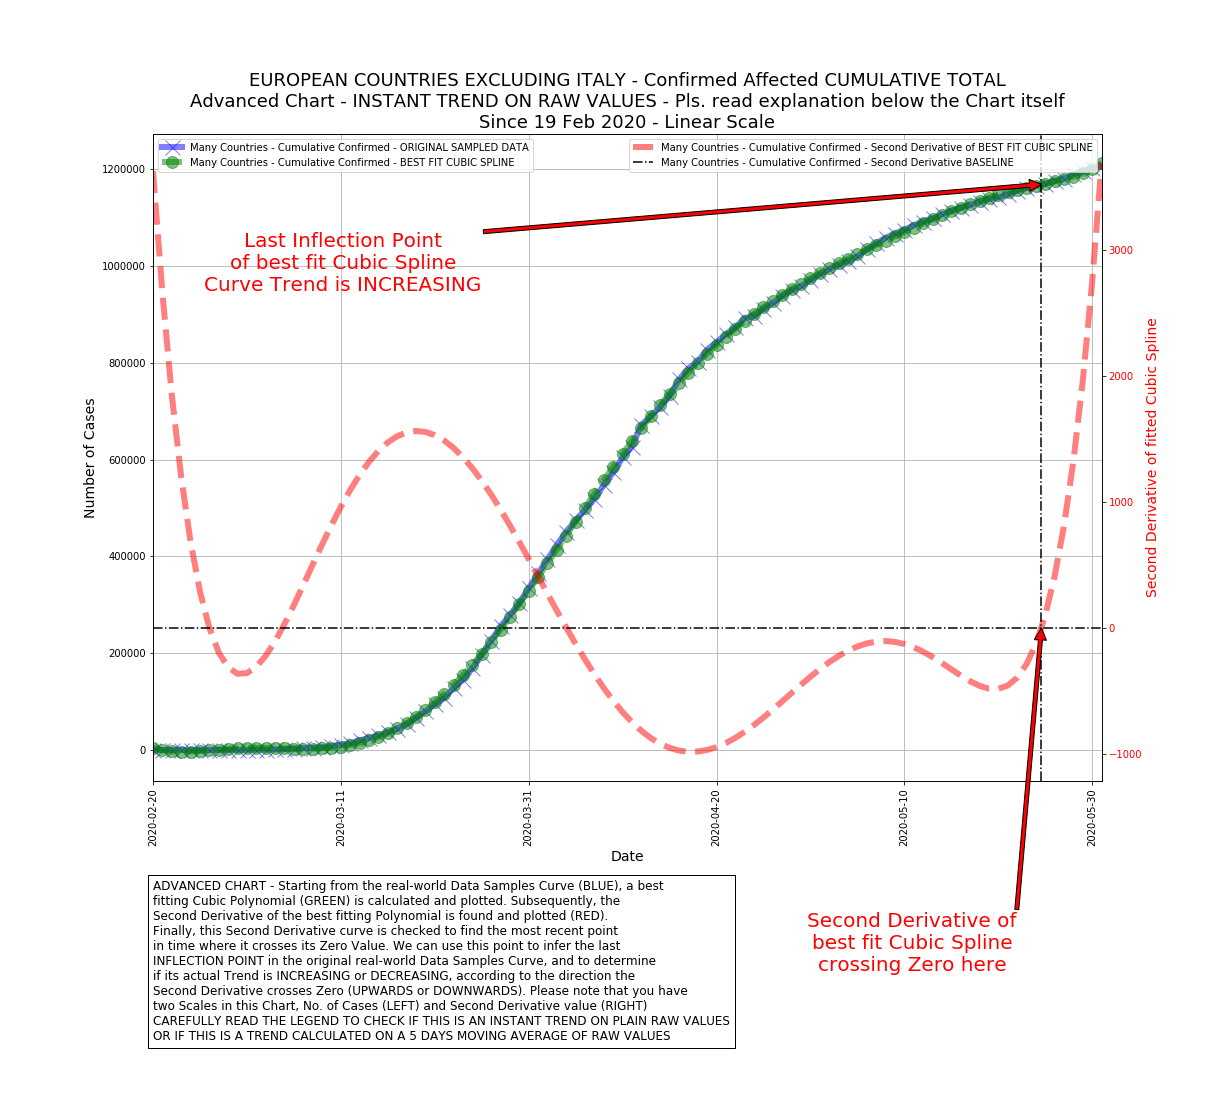 EUROPEAN COUNTRIES EXCLUDING ITALY - Confirmed Affected CUMULATIVE TOTAL
Advanced Chart - INSTANT TREND ON RAW VALUES - Pls. read explanation below the Chart itself
Since 19 Feb 2020 - Linear Scale
Many Countries - Cumulative Confirmed - ORIGINAL SAMPLED DATA
Many Countries - Cumulative Confirmed - BEST FIT CUBIC SPLINE
Many Countries - Cumulative Confirmed - Second Derivative of BEST FIT CUBIC SPLINE
Many Countries - Cumulative Confirmed - Second Derivative BASELINE
Last Inflection Point
of best fit Cubic Spline
Curve Trend is INCREASING
Number of Cases
1200000
1000000
800000
600000
400000
200000
0
Second Derivative of fitted Cubic Spline
3000
2000
1000
0
−1000
2020-02-20
2020-03-11
2020-03-31
2020-04-20
2020-05-10
2020-05-30
Date
ADVANCED CHART - Starting from the real-world Data Samples Curve (BLUE), a best
fitting Cubic Polynomial (GREEN) is calculated and plotted. Subsequently, the
Second Derivative of the best fitting Polynomial is found and plotted (RED).
Finally, this Second Derivative curve is checked to find the most recent point
in time where it crosses its Zero Value. We can use this point to infer the last
INFLECTION POINT in the original real-world Data Samples Curve, and to determine
if its actual Trend is INCREASING or DECREASING, according to the direction the
Second Derivative crosses Zero (UPWARDS or DOWNWARDS). Please note that you have
two Scales in this Chart, No. of Cases (LEFT) and Second Derivative value (RIGHT)
CAREFULLY READ THE LEGEND TO CHECK IF THIS IS AN INSTANT TREND ON PLAIN RAW VALUES
OR IF THIS IS A TREND CALCULATED ON A 5 DAYS MOVING AVERAGE OF RAW VALUES
Second Derivative of
best fit Cubic Spline
crossing Zero here